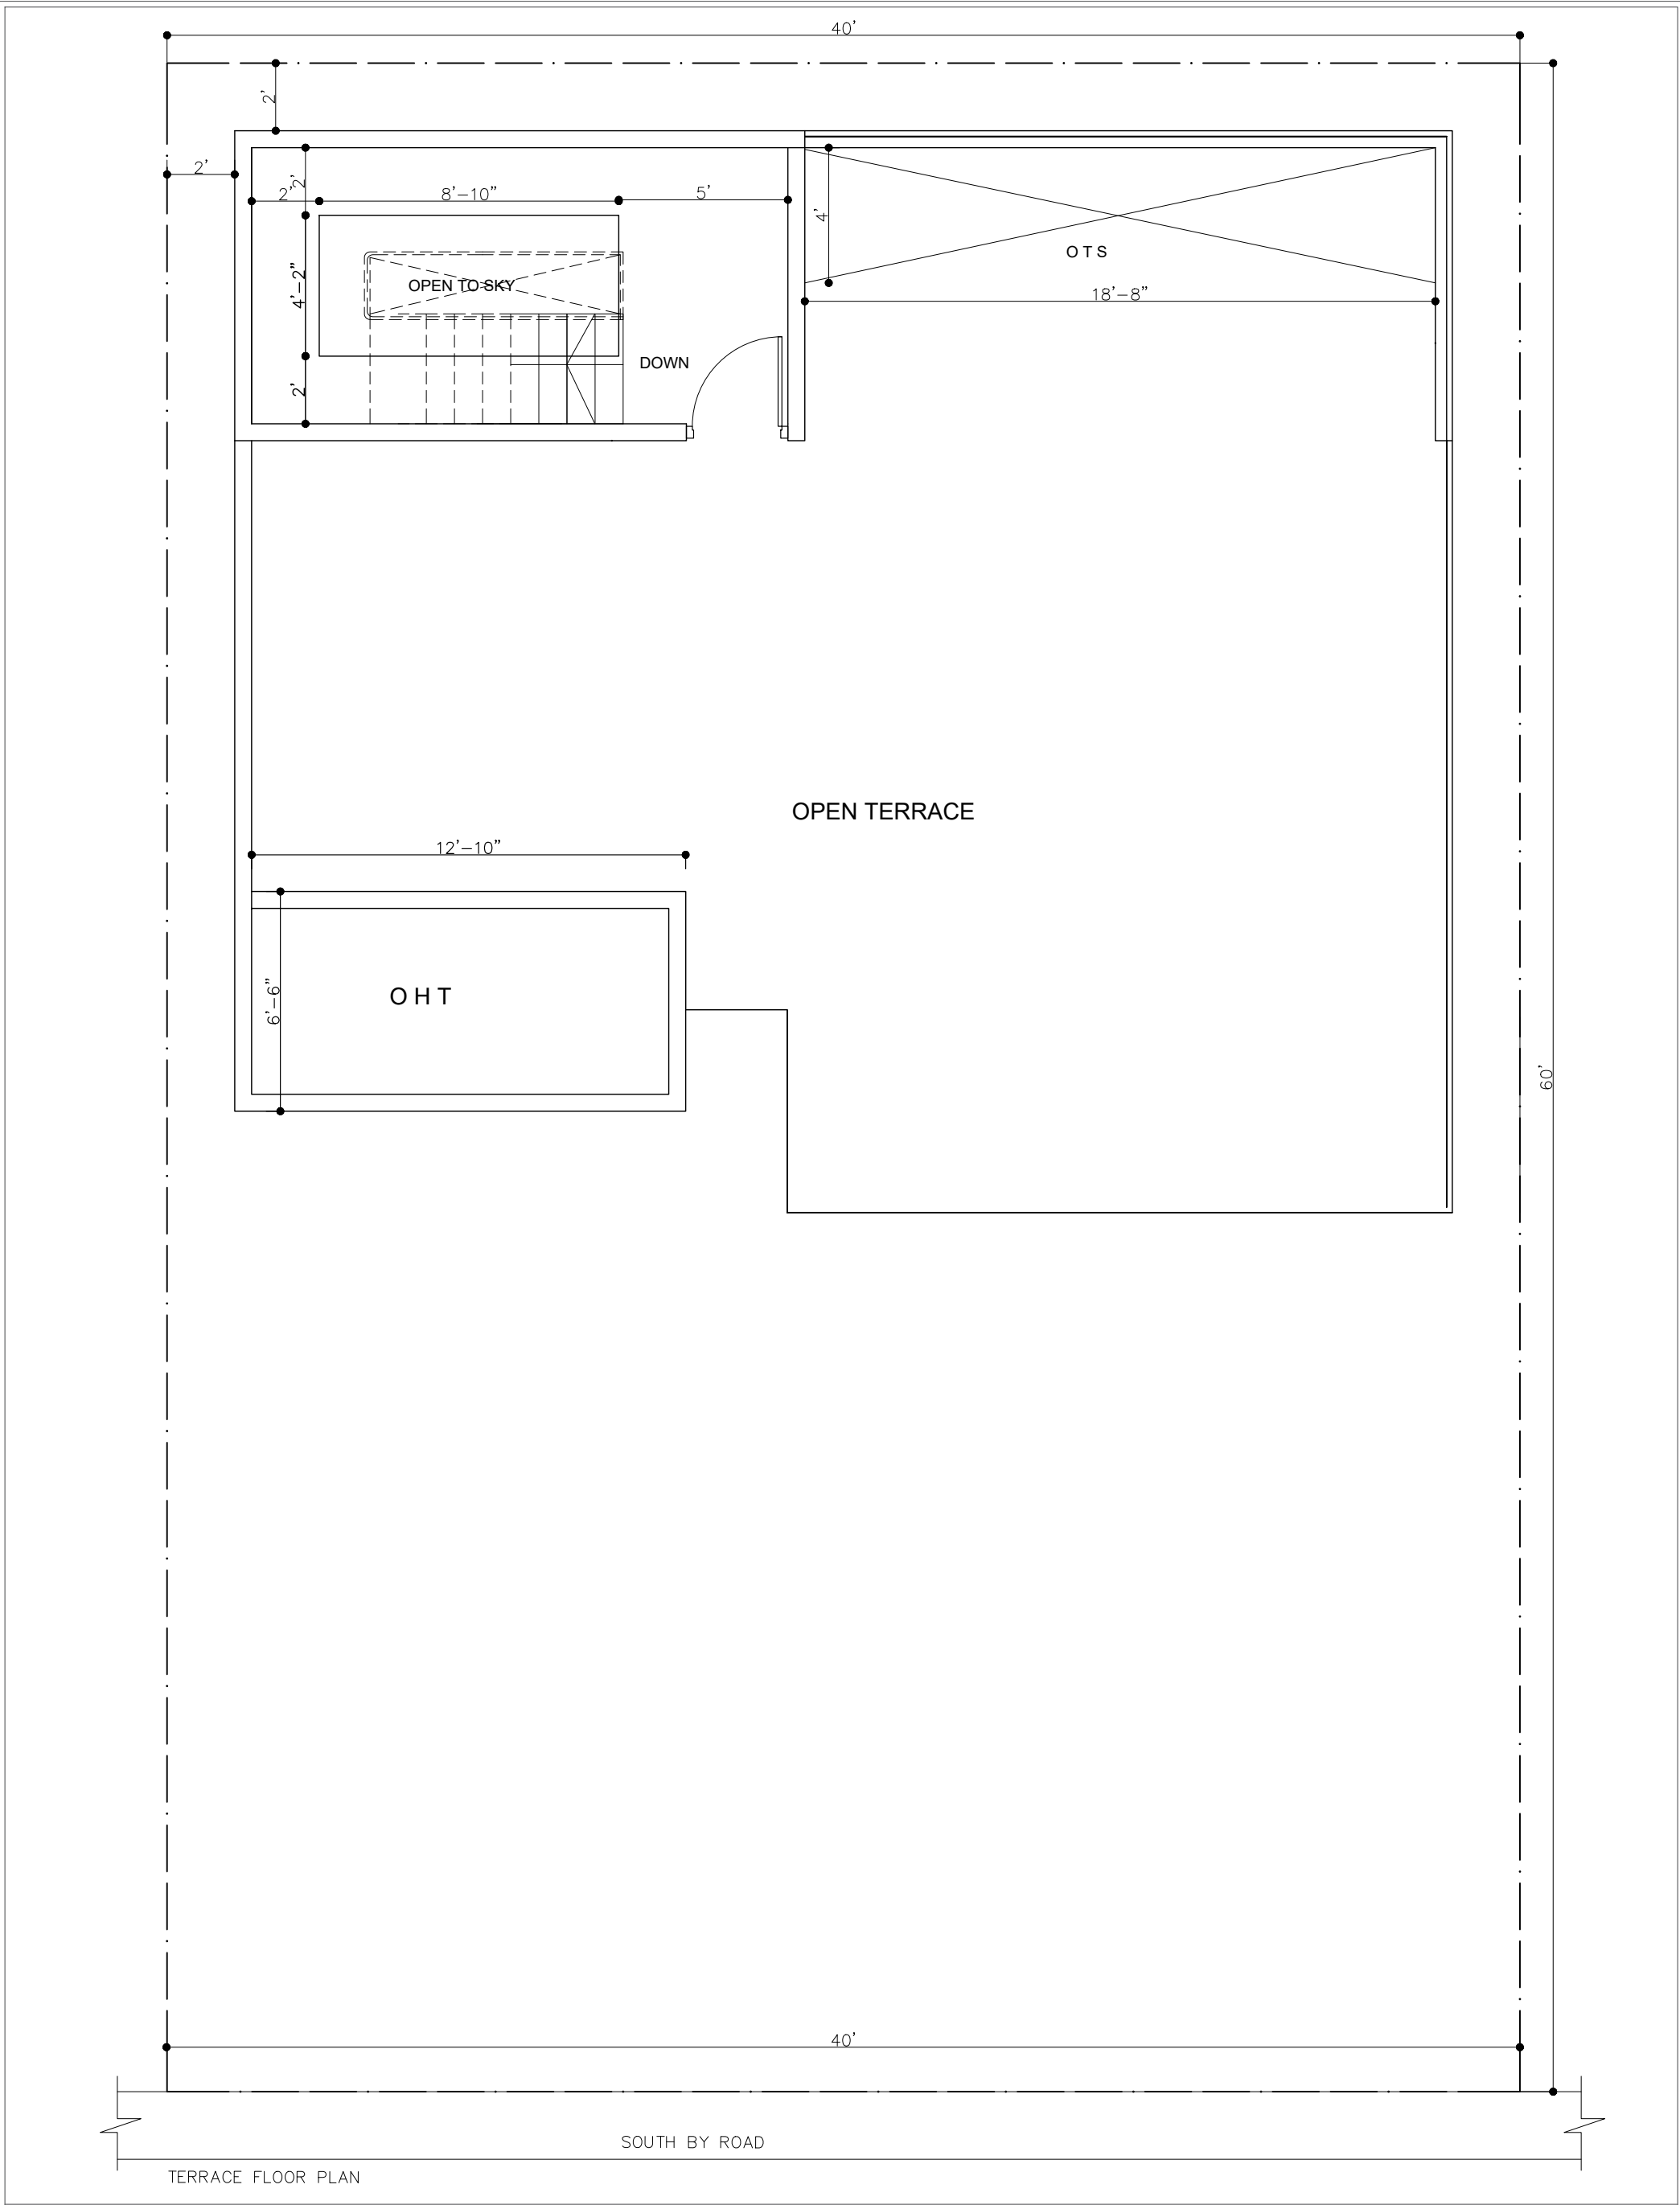 40'
2'
2'
2'
2'
8'-10"
5'
4'
OTS
4'-2"
OPEN TO SKY
18'-8"
DOWN
2'
OPEN TERRACE
12'-10"
6'-6"
OHT
60'
40'
SOUTH BY ROAD
TERRACE FLOOR PLAN